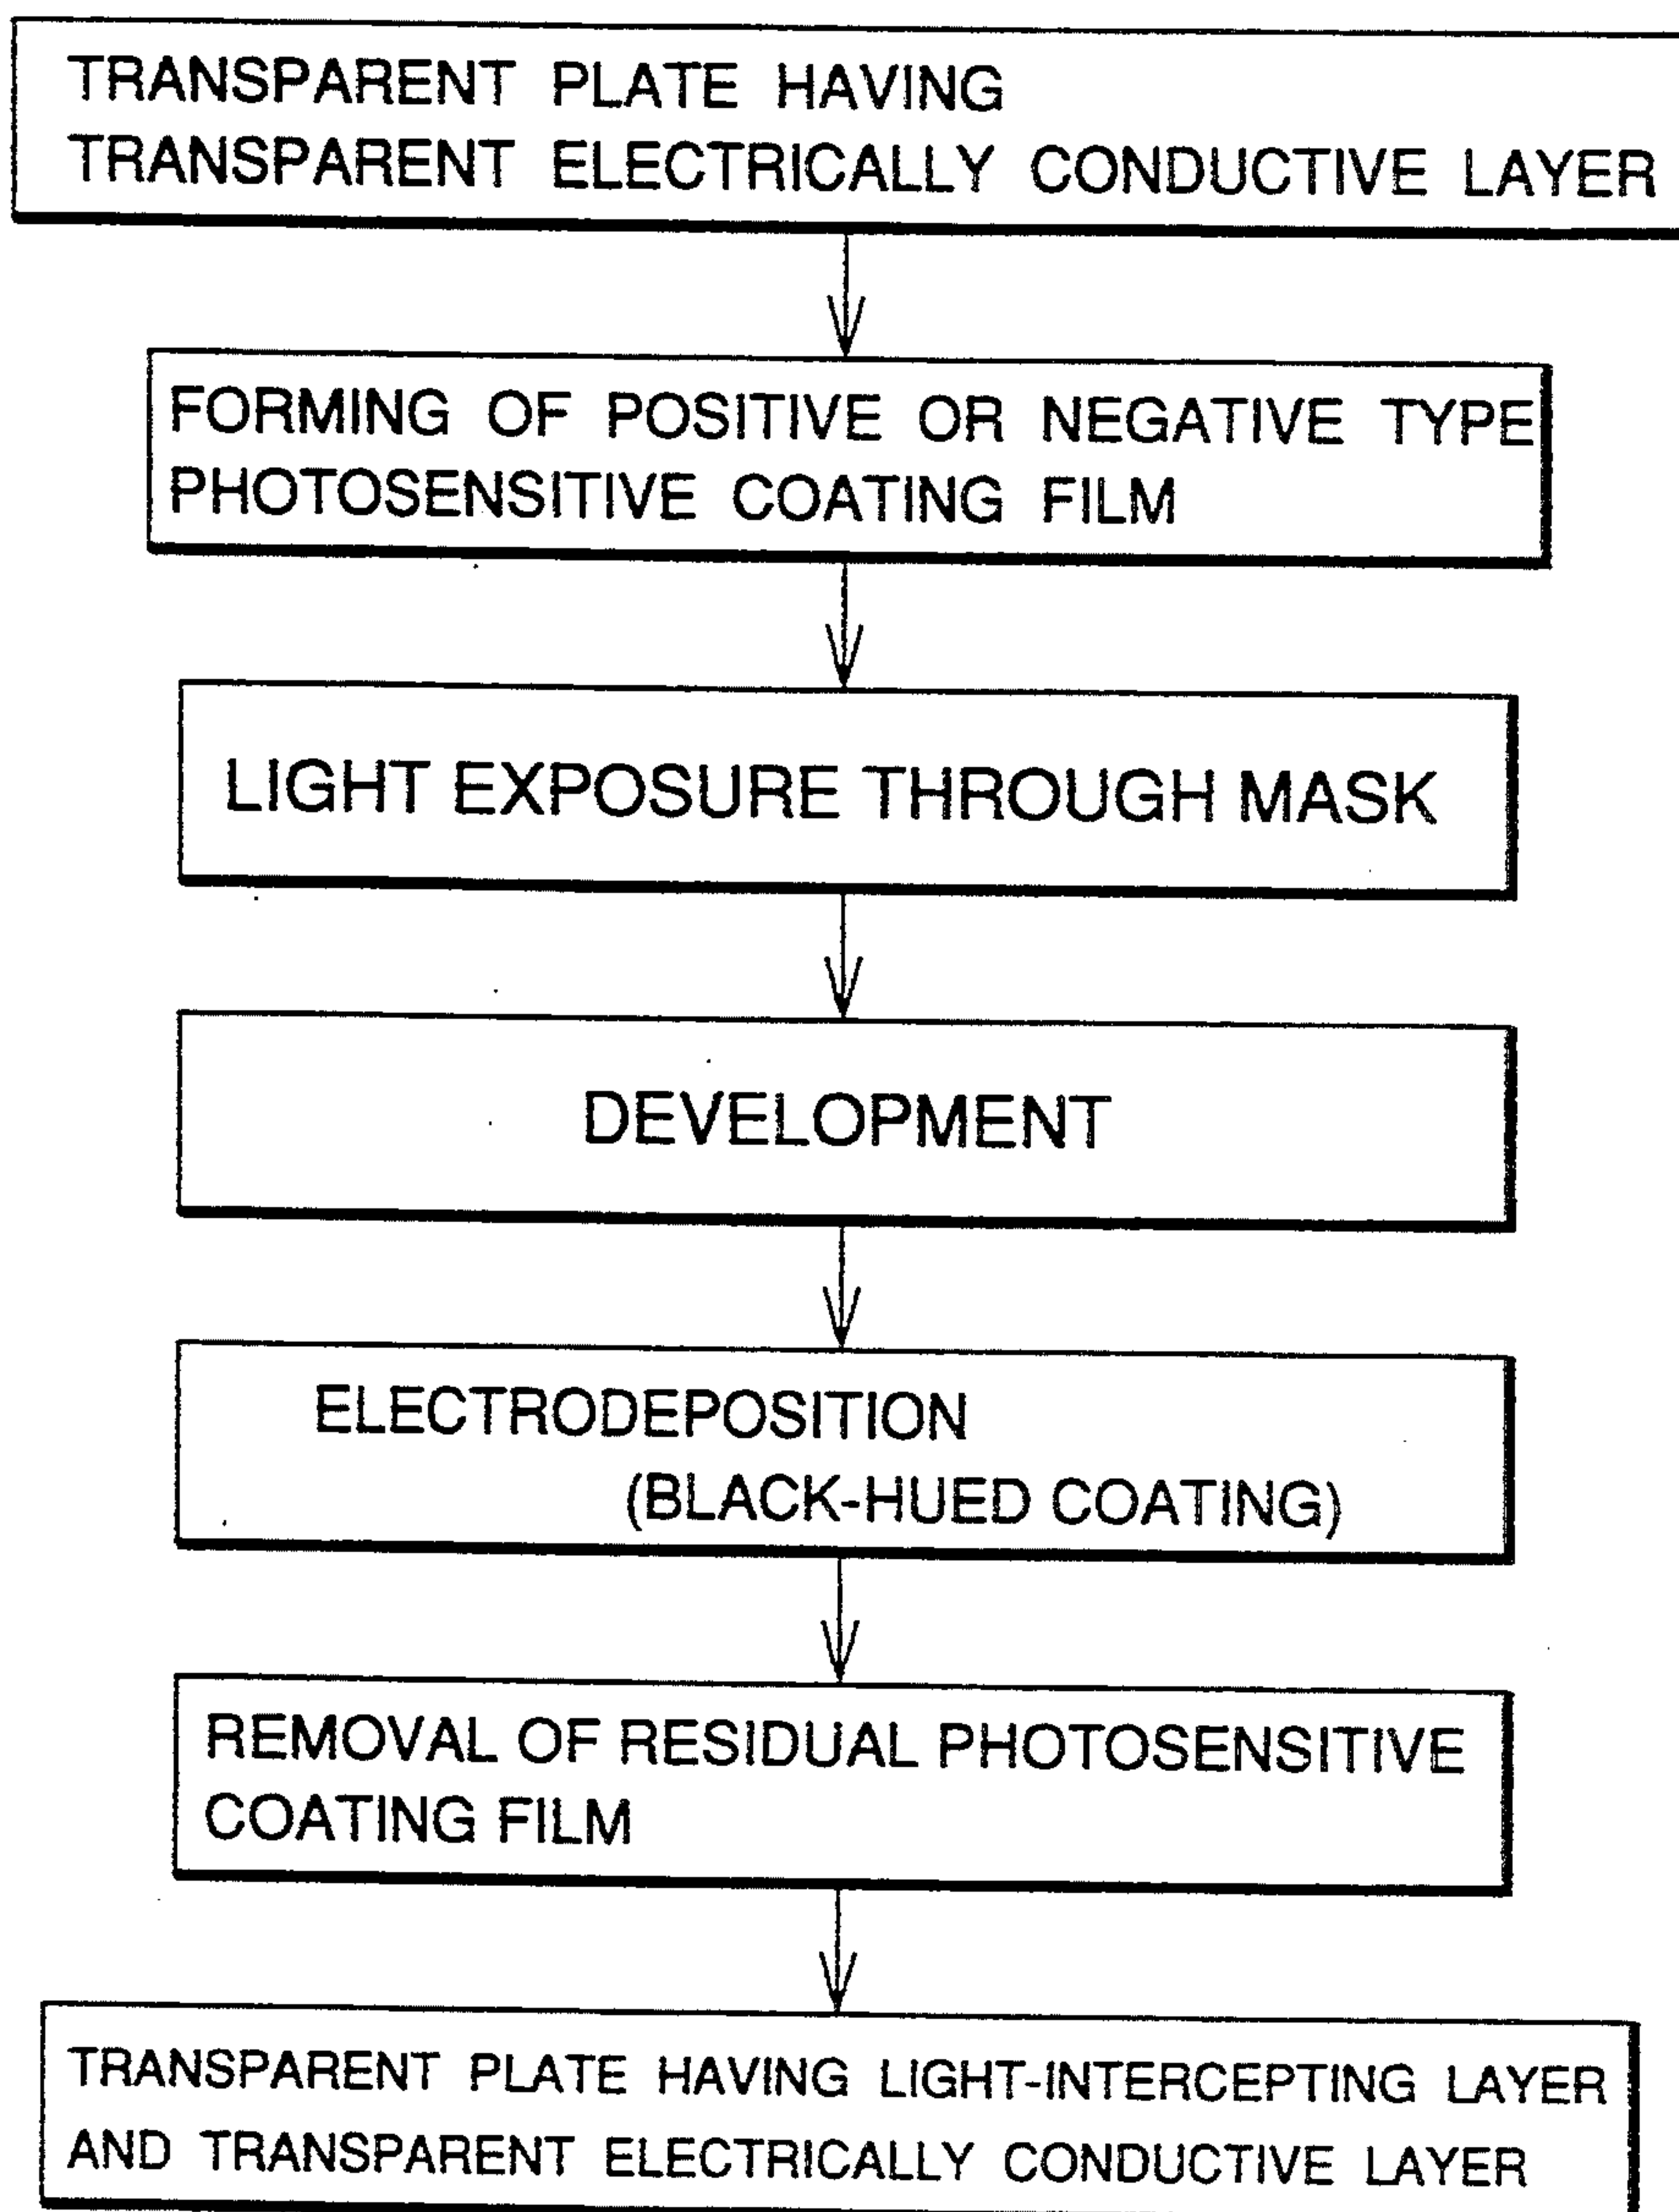 TRANSPARENT PLATE HAVING
TRANSPARENT ELECTRICALLY CONDUCTIVE LAYER
FORMING OF POSITIVE OR NEGATIVE TYPE
PHOTOSENSITIVE COATING FILM
LIGHT EXPOSURE THROUGH MASK
DEVELOPMENT
ELECTRODEPOSITION
(BLACK-HUED COATING)
REMOVAL OF RESIDUAL PHOTOSENSITIVE
COATING FILM
TRANSPARENT PLATE HAVING LIGHT-INTERCEPTING LAYER
AND TRANSPARENT ELECTRICALLY CONDUCTIVE LAYER